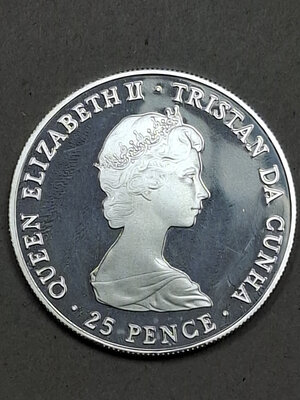 QUEEN ELIZABETH II · TRISTAN DA CUNHA ·
25 PENCE ·